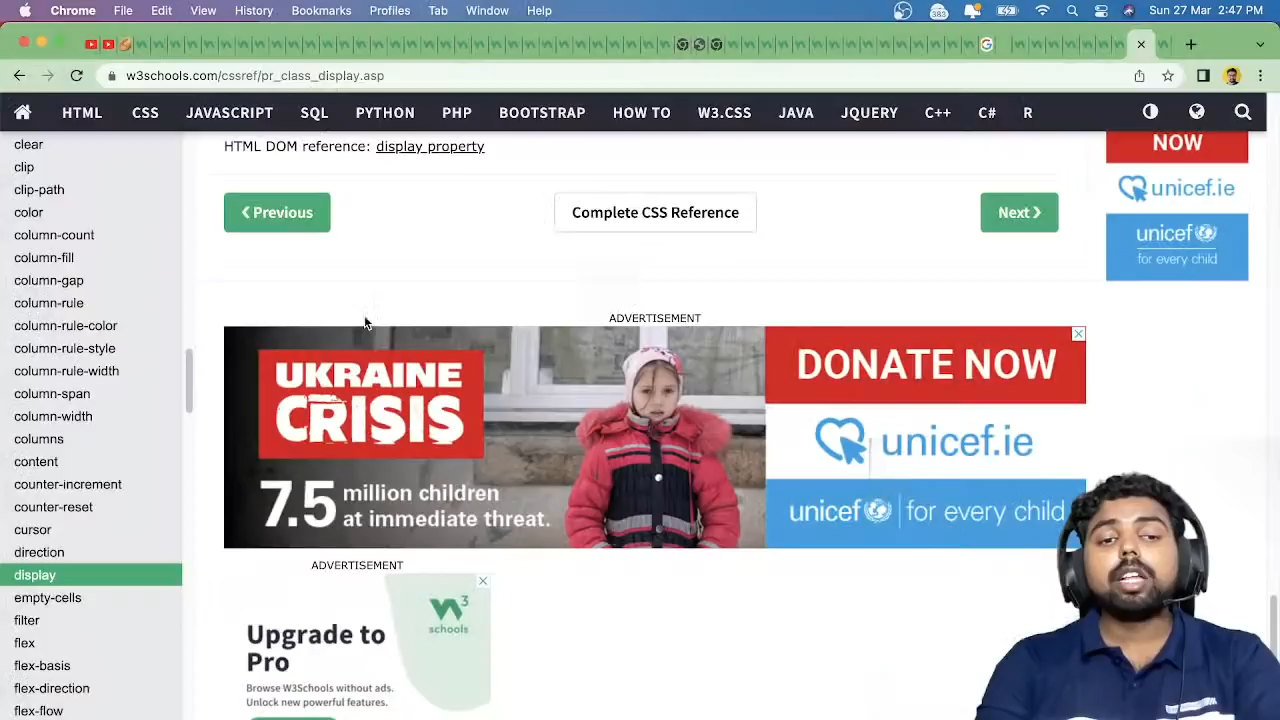 Chrome File Edit View History Bookmarks Profiles Tab Window Help 383 Sun 27 Mar 2:47 PM
w3schools.com/cssref/pr_class_display.asp
HTML CSS JAVASCRIPT SQL PYTHON PHP BOOTSTRAP HOW TO W3.CSS JAVA JQUERY C++ C# R
clear
clip
clip-path
color
column-count
column-fill
column-gap
column-rule
column-rule-color
column-rule-style
column-rule-width
column-span
column-width
columns
content
counter-increment
counter-reset
cursor
direction
display
empty-cells
filter
flex
flex-basis
flex-direction
flex-flow
HTML DOM reference: display property
❮ Previous
Complete CSS Reference
Next ❯
NOW
unicef.ie
unicef
for every child
ADVERTISEMENT
UKRAINE
CRISIS
7.5 million children
at immediate threat.
DONATE NOW
unicef.ie
unicef for every child
ADVERTISEMENT
W3
schools
Upgrade to
Pro
Browse W3Schools without ads.
Unlock new powerful features.